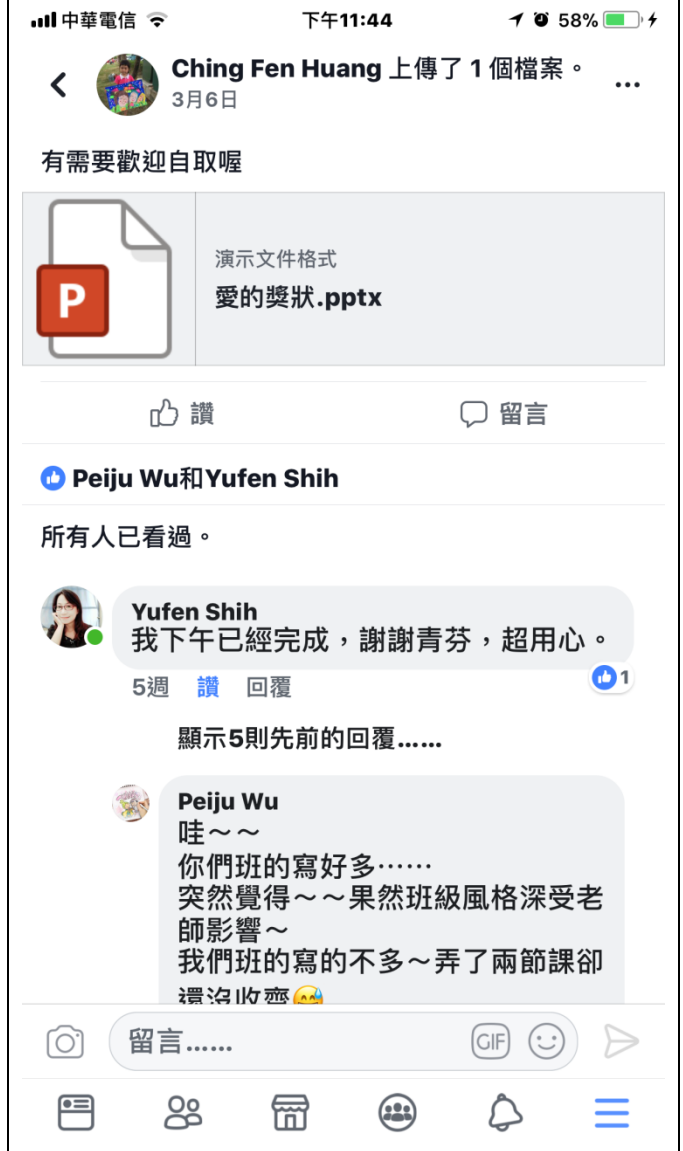 中華電信 下午11:44 58%
Ching Fen Huang 上傳了 1 個檔案。
3月6日
有需要歡迎自取喔
演示文件格式
P
愛的獎狀.pptx
讚 留言
Peiju Wu和Yufen Shih
所有人已看過。
Yufen Shih
我下午已經完成，謝謝青芬，超用心。
5週 讚 回覆 1
顯示5則先前的回覆……
Peiju Wu
哇～～
你們班的寫好多……
突然覺得～～果然班級風格深受老
師影響～
我們班的寫的不多～弄了兩節課卻
還沒收齊😅
留言…… GIF